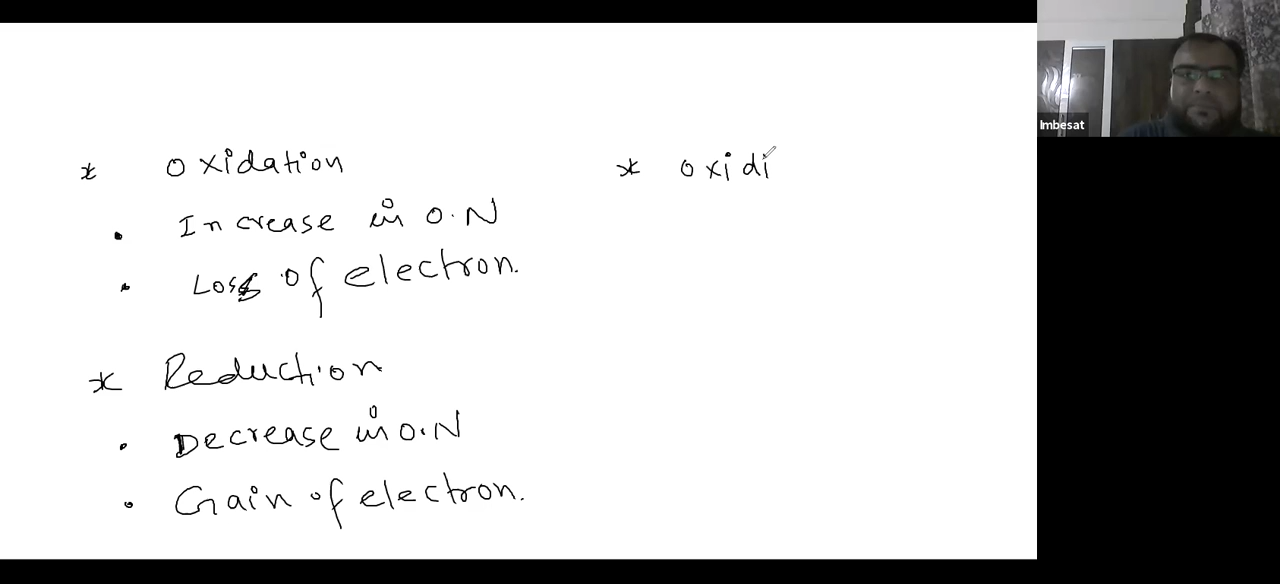 * Oxidation
• Increase in O.N
• Loss of electron.
* Reduction
• Decrease in O.N
• Gain of electron.
* Oxidi
Imbesat